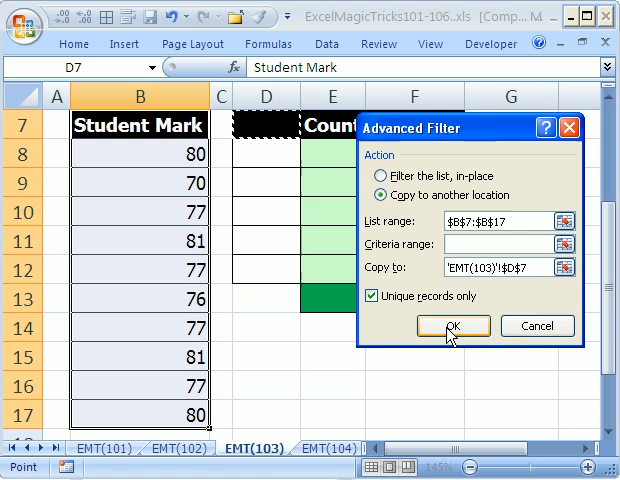 ExcelMagicTricks101-106..xls [Comp... M
.00 .00 Σ
Home Insert Page Layout Formulas Data Review View Developer
D7 fx Student Mark
A B C D E F G
7 Student Mark Count
8 80
9 70
10 77
11 81
12 77
13 76
14 77
15 81
16 77
17 80
Advanced Filter
Action
Filter the list, in-place
Copy to another location
List range: $B$7:$B$17
Criteria range:
Copy to: 'EMT(103)'!$D$7
Unique records only
OK Cancel
EMT(101) EMT(102) EMT(103) EMT(104)
Point 145%